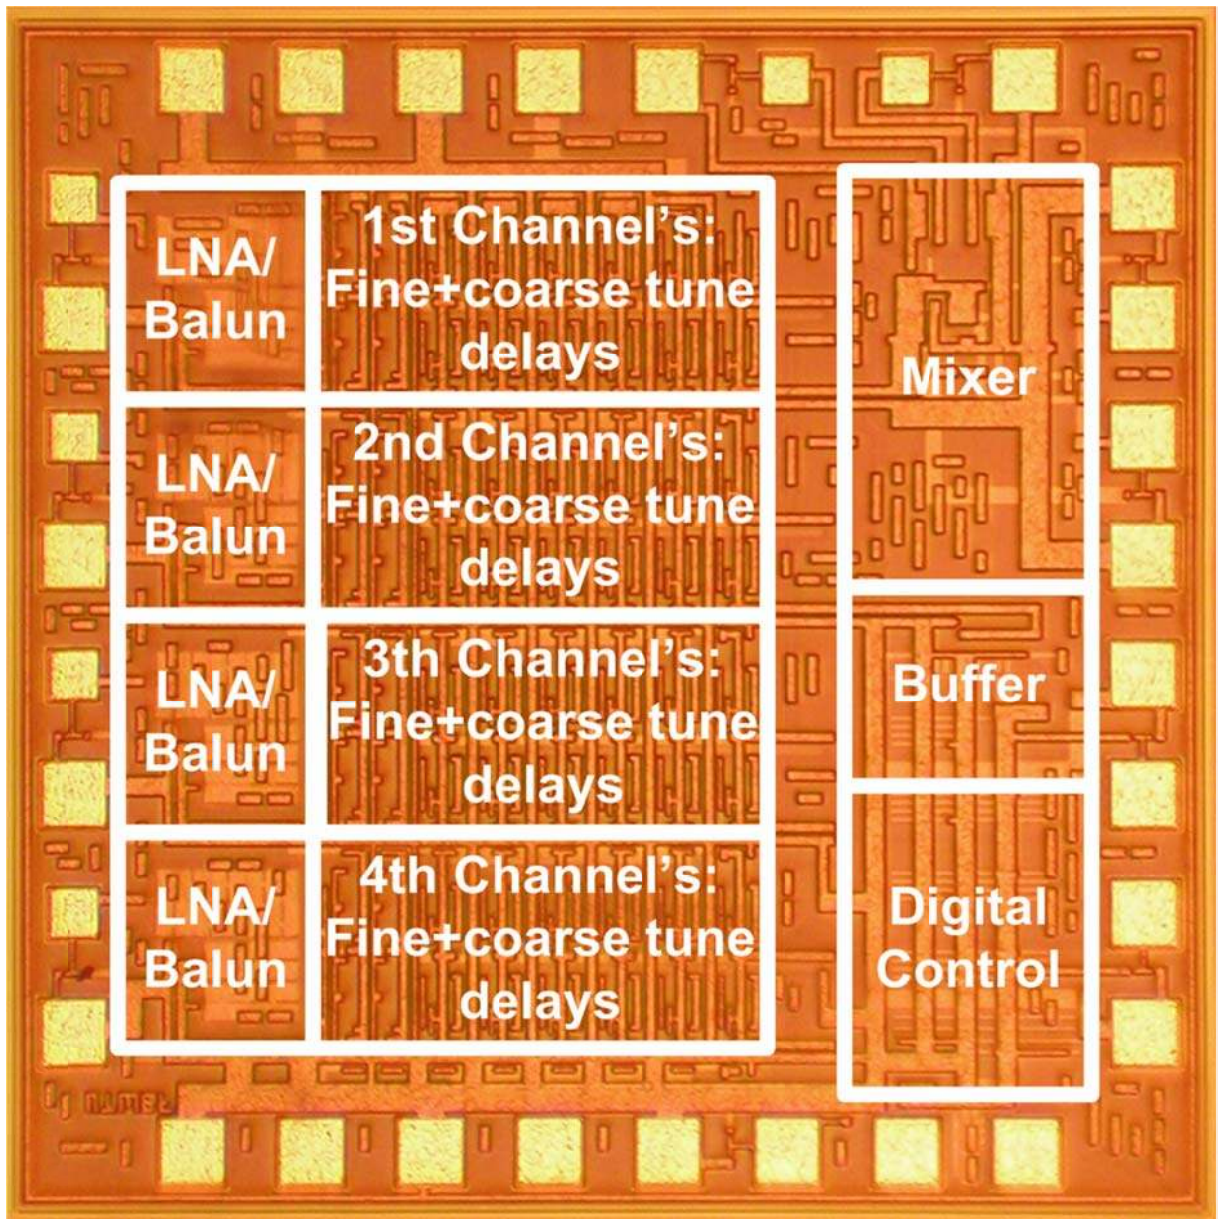 LNA/
Balun
1st Channel's:
Fine+coarse tune
delays
LNA/
Balun
2nd Channel's:
Fine+coarse tune
delays
LNA/
Balun
3th Channel's:
Fine+coarse tune
delays
LNA/
Balun
4th Channel's:
Fine+coarse tune
delays
Mixer
Buffer
Digital
Control